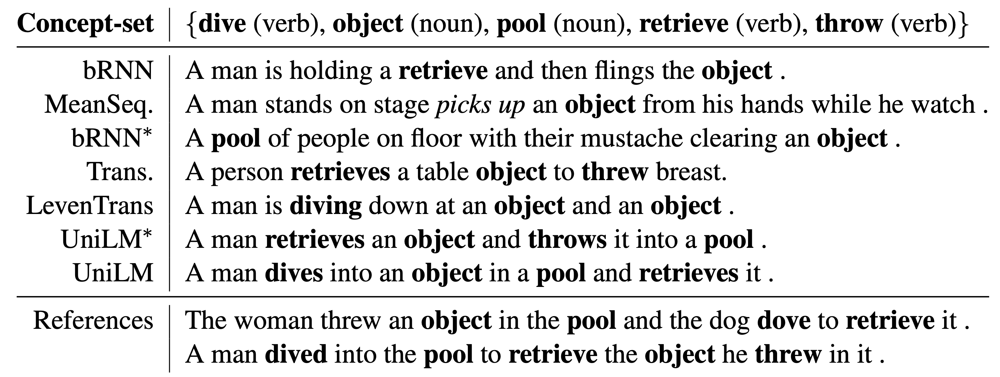 Concept-set {dive (verb), object (noun), pool (noun), retrieve (verb), throw (verb)}
bRNN A man is holding a retrieve and then flings the object .
MeanSeq. A man stands on stage picks up an object from his hands while he watch .
bRNN* A pool of people on floor with their mustache clearing an object .
Trans. A person retrieves a table object to threw breast.
LevenTrans A man is diving down at an object and an object .
UniLM* A man retrieves an object and throws it into a pool .
UniLM A man dives into an object in a pool and retrieves it .
References The woman threw an object in the pool and the dog dove to retrieve it .
A man dived into the pool to retrieve the object he threw in it .